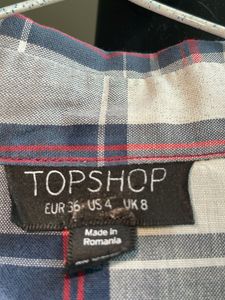 TOPSHOP
EUR 36 · US 4 · UK 8
Made in
Romania